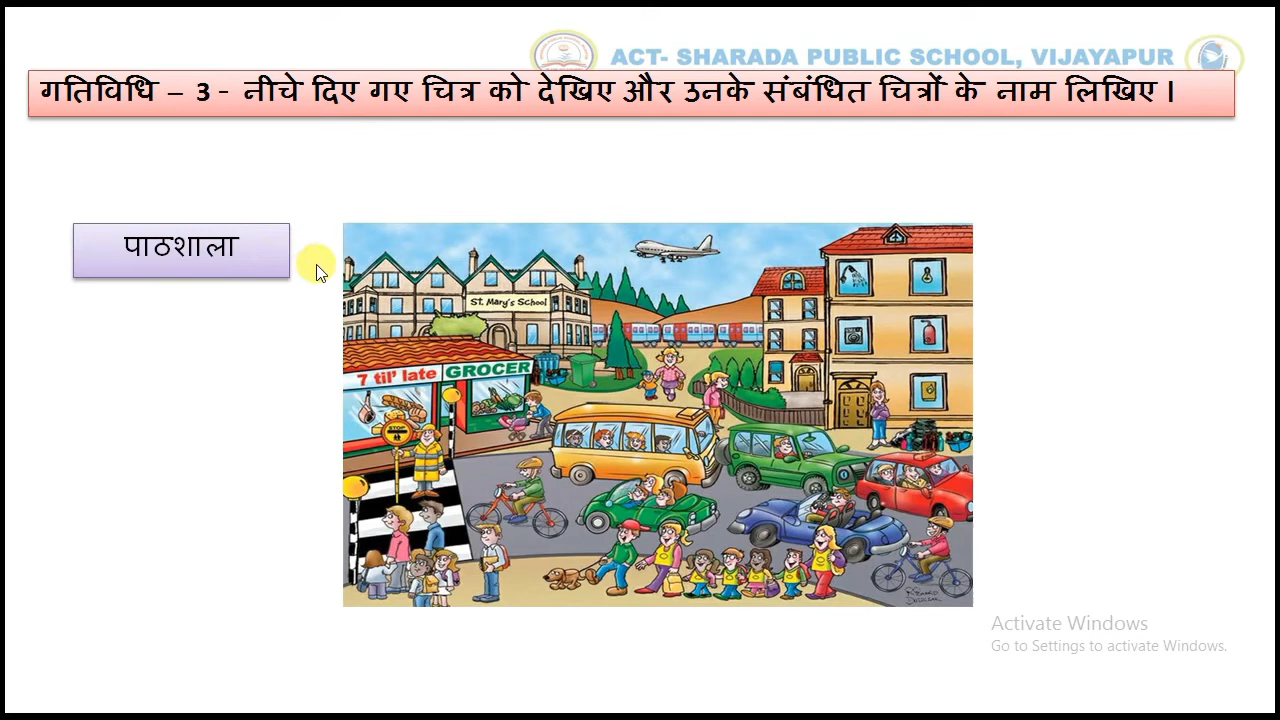 ACT- SHARADA PUBLIC SCHOOL, VIJAYAPUR
गतिविधि – 3 - नीचे दिए गए चित्र को देखिए और उनके संबंधित चित्रों के नाम लिखिए ।
पाठशाला
St. Mary's School
7 til' late GROCER
STOP
Activate Windows
Go to Settings to activate Windows.